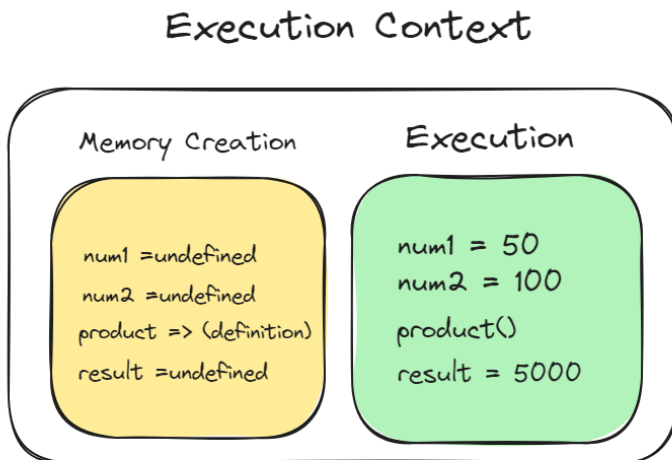 Execution Context
Memory Creation
num1 =undefined
num2 =undefined
product => (definition)
result =undefined
Execution
num1 = 50
num2 = 100
product()
result = 5000